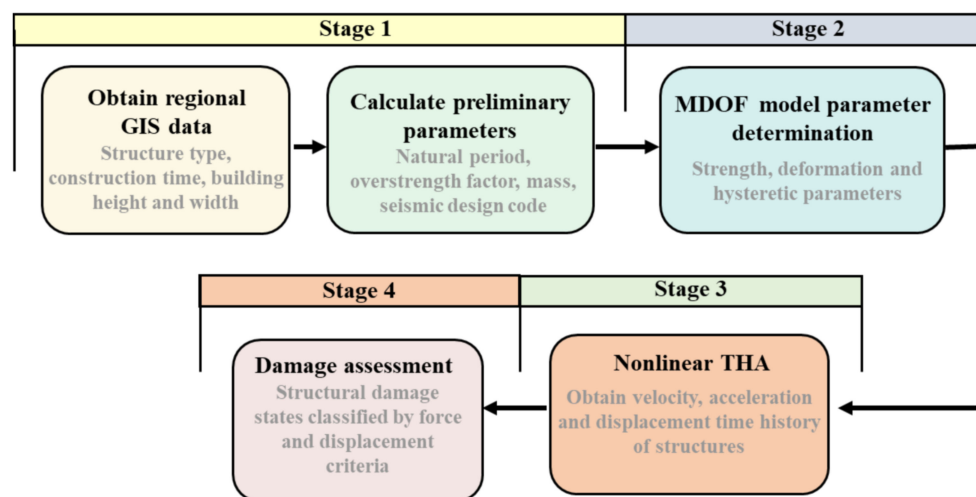 Stage 1
Stage 2
Obtain regional
GIS data
Structure type,
construction time, building
height and width
Calculate preliminary
parameters
Natural period,
overstrength factor, mass,
seismic design code
MDOF model parameter
determination
Strength, deformation and
hysteretic parameters
Stage 4
Stage 3
Damage assessment
Structural damage
states classified by force
and displacement
criteria
Nonlinear THA
Obtain velocity, acceleration
and displacement time history
of structures